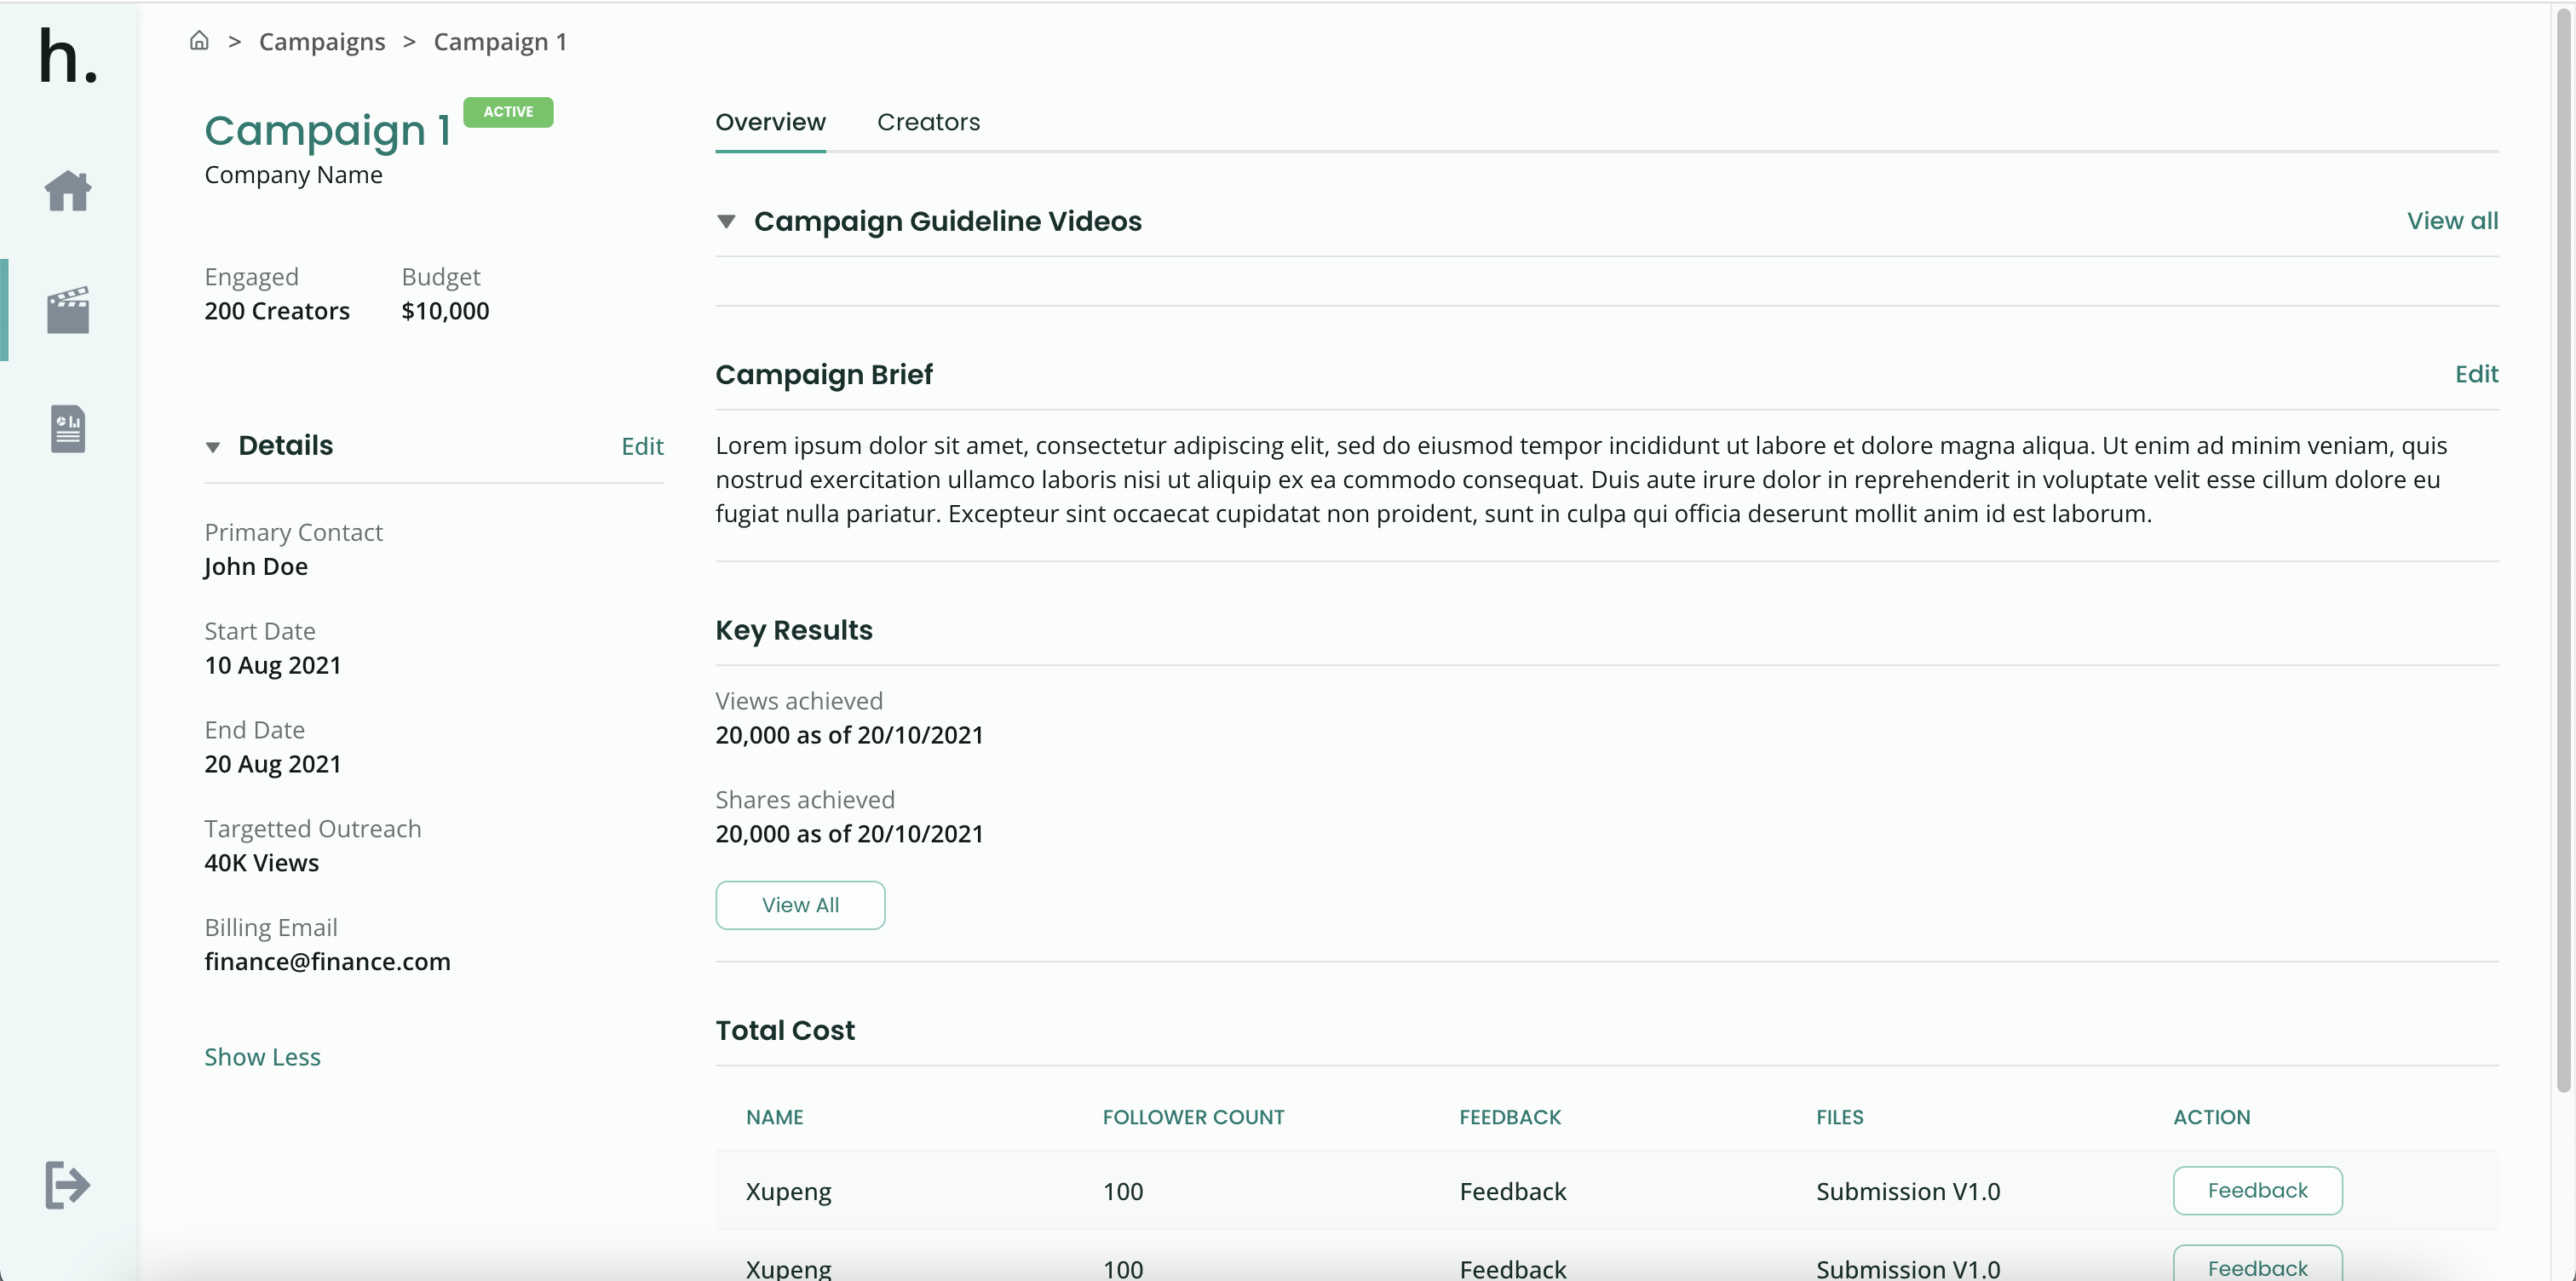 h.
> Campaigns > Campaign 1
Campaign 1 ACTIVE
Company Name
Engaged Budget
200 Creators $10,000
Details Edit
Primary Contact
John Doe
Start Date
10 Aug 2021
End Date
20 Aug 2021
Targetted Outreach
40K Views
Billing Email
finance@finance.com
Show Less
Overview Creators
Campaign Guideline Videos View all
Campaign Brief Edit
Lorem ipsum dolor sit amet, consectetur adipiscing elit, sed do eiusmod tempor incididunt ut labore et dolore magna aliqua. Ut enim ad minim veniam, quis
nostrud exercitation ullamco laboris nisi ut aliquip ex ea commodo consequat. Duis aute irure dolor in reprehenderit in voluptate velit esse cillum dolore eu
fugiat nulla pariatur. Excepteur sint occaecat cupidatat non proident, sunt in culpa qui officia deserunt mollit anim id est laborum.
Key Results
Views achieved
20,000 as of 20/10/2021
Shares achieved
20,000 as of 20/10/2021
View All
Total Cost
NAME FOLLOWER COUNT FEEDBACK FILES ACTION
Xupeng 100 Feedback Submission V1.0 Feedback
Xupeng 100 Feedback Submission V1.0 Feedback